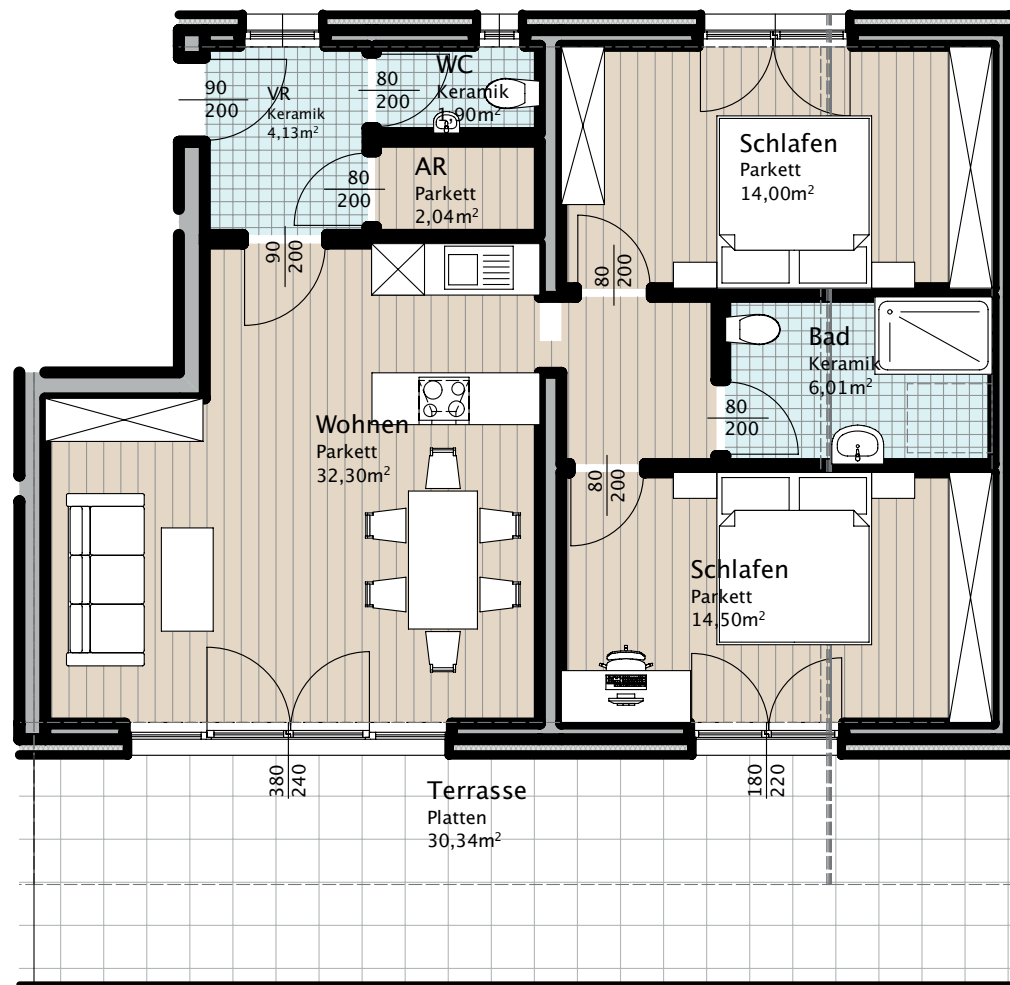 WC
Keramik
1,90m²
80
200
90
200
VR
Keramik
4,13m²
Schlafen
Parkett
14,00m²
AR
Parkett
2,04m²
80
200
90
200
80
200
Bad
Keramik
6,01m²
80
200
Wohnen
Parkett
32,30m²
80
200
Schlafen
Parkett
14,50m²
380
240
180
220
Terrasse
Platten
30,34m²